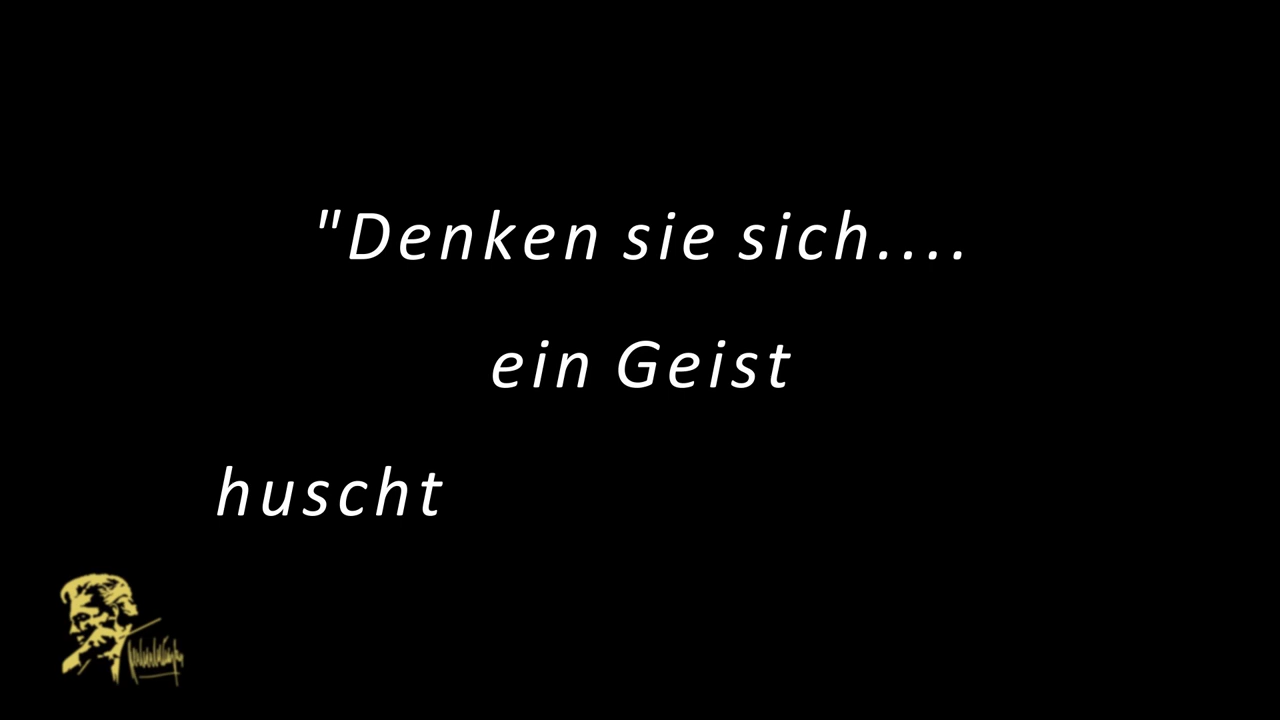 "Denken sie sich....
ein Geist
huscht